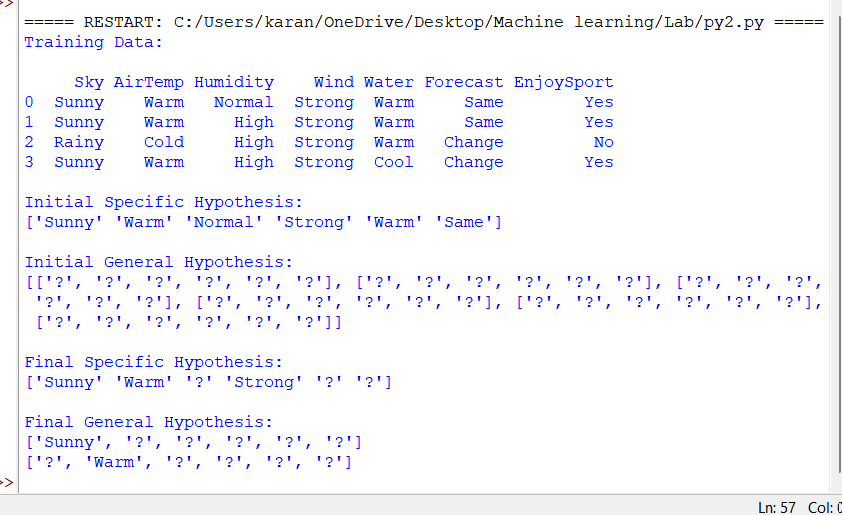 >>
===== RESTART: C:/Users/karan/OneDrive/Desktop/Machine learning/Lab/py2.py =====
Training Data:

     Sky AirTemp Humidity    Wind Water Forecast EnjoySport
0  Sunny    Warm   Normal  Strong  Warm     Same        Yes
1  Sunny    Warm     High  Strong  Warm     Same        Yes
2  Rainy    Cold     High  Strong  Warm   Change         No
3  Sunny    Warm     High  Strong  Cool   Change        Yes

Initial Specific Hypothesis:
['Sunny' 'Warm' 'Normal' 'Strong' 'Warm' 'Same']

Initial General Hypothesis:
[['?', '?', '?', '?', '?', '?'], ['?', '?', '?', '?', '?', '?'], ['?', '?', '?',
 '?', '?', '?'], ['?', '?', '?', '?', '?', '?'], ['?', '?', '?', '?', '?', '?'],
 ['?', '?', '?', '?', '?', '?']]

Final Specific Hypothesis:
['Sunny' 'Warm' '?' 'Strong' '?' '?']

Final General Hypothesis:
['Sunny', '?', '?', '?', '?', '?']
['?', 'Warm', '?', '?', '?', '?']
>>
Ln: 57 Col: